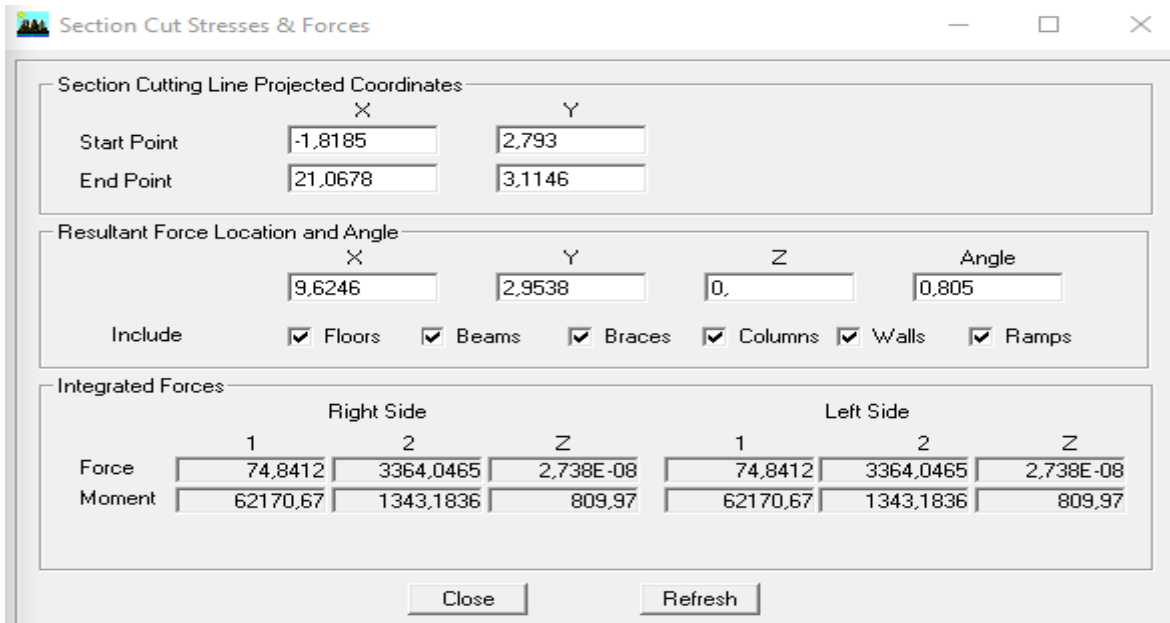 Section Cut Stresses & Forces
Section Cutting Line Projected Coordinates
X Y
Start Point -1,8185 2,793
End Point 21,0678 3,1146
Resultant Force Location and Angle
X Y Z Angle
9,6246 2,9538 0, 0,805
Include Floors Beams Braces Columns Walls Ramps
Integrated Forces
Right Side Left Side
1 2 Z 1 2 Z
Force 74,8412 3364,0465 2,738E-08 74,8412 3364,0465 2,738E-08
Moment 62170,67 1343,1836 809,97 62170,67 1343,1836 809,97
Close Refresh